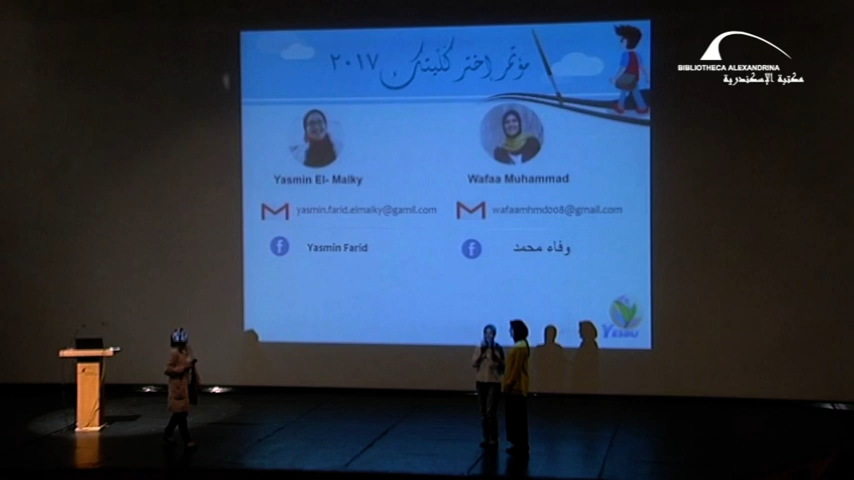 مؤتمر اختر كليتك ٢٠١٧
BIBLIOTHECA ALEXANDRINA
مكتبة الإسكندرية
Yasmin El- Malky
Wafaa Muhammad
yasmin.farid.elmalky@gamil.com
wafaamhmd008@gmail.com
Yasmin Farid
وفاء محمد